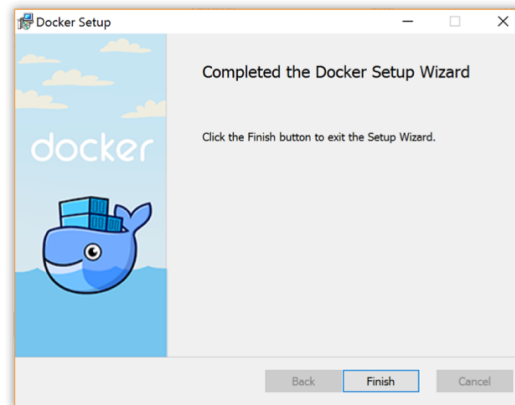 Docker Setup
Completed the Docker Setup Wizard
Click the Finish button to exit the Setup Wizard.
docker
Back Finish Cancel